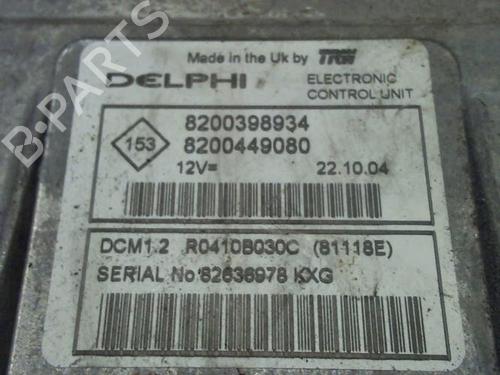 Made in the Uk by TRW
DELPHI
ELECTRONIC
CONTROL UNIT
153
8200398934
8200449080
12V=
22.10.04
DCM1.2 R0410B030C (81118E)
SERIAL No 82636978 KXG
B-PARTS